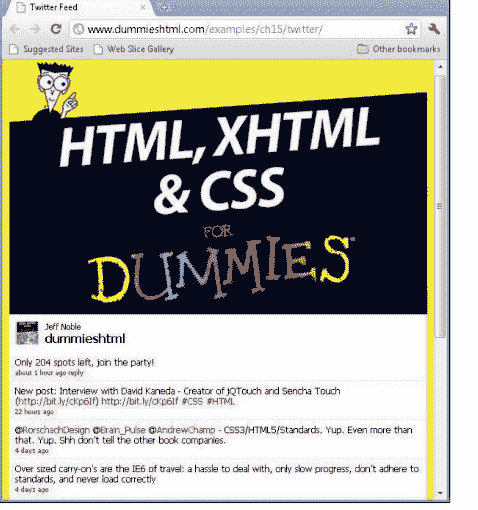 Twitter Feed
www.dummieshtml.com/examples/ch15/twitter/
Suggested Sites Web Slice Gallery Other bookmarks
HTML, XHTML
& CSS
FOR
DUMMIES
Jeff Noble
dummieshtml
Only 204 spots left, join the party!
about 1 hour ago reply
New post: Interview with David Kaneda - Creator of jQTouch and Sencha Touch
(http://bit.ly/cKp6If) http://bit.ly/cKp6If #CSS #HTML
22 hours ago
@RorschachDesign @Brain_Pulse @AndrewChamp - CSS3/HTML5/Standards. Yup. Even more than
that. Yup. Shh don't tell the other book companies.
4 days ago
Over sized carry-on's are the IE6 of travel: a hassle to deal with, only slow progress, don't adhere to
standards, and never load correctly
4 days ago